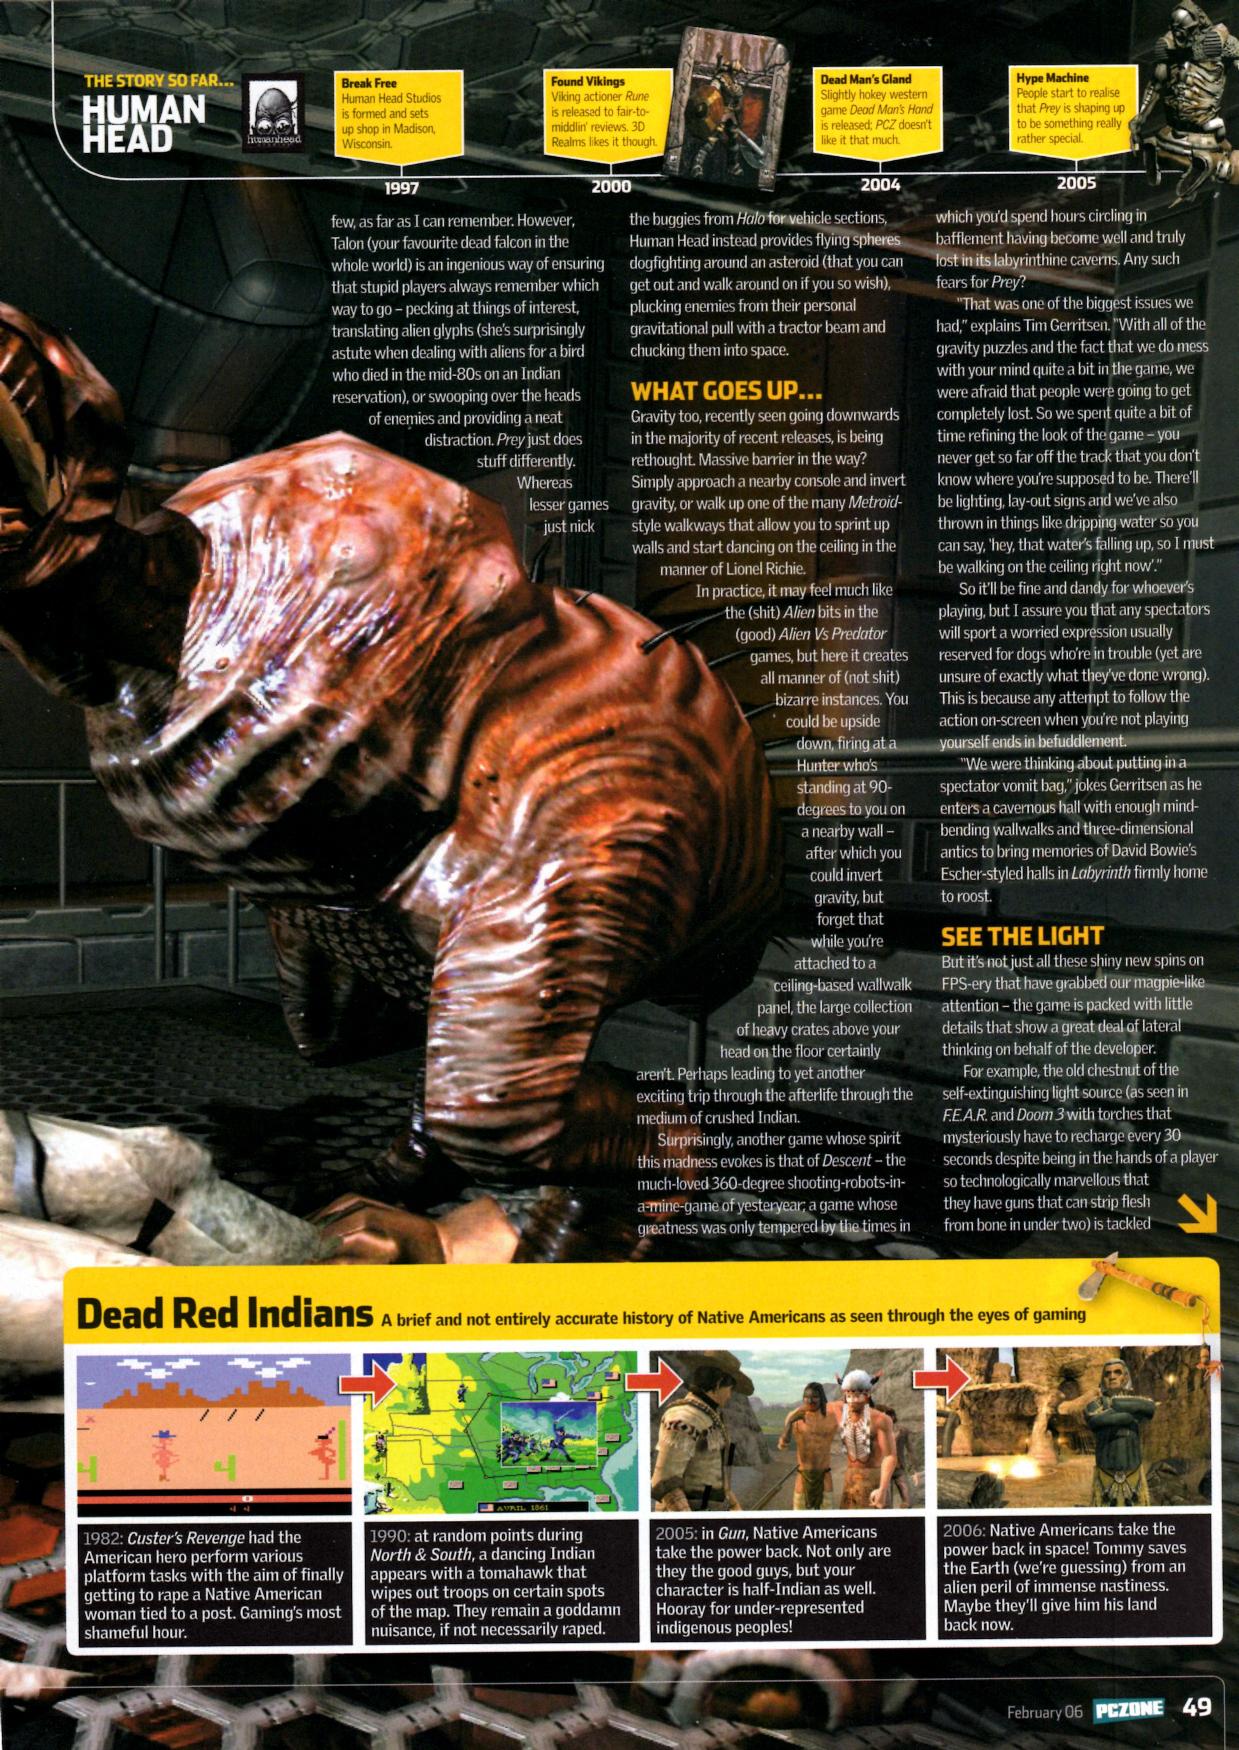 THE STORY SO FAR...
HUMAN
HEAD
humanhead
Break Free
Human Head Studios
is formed and sets
up shop in Madison,
Wisconsin.
1997
Found Vikings
Viking actioner Rune
is released to fair-to-
middlin' reviews. 3D
Realms likes it though.
2000
Dead Man's Gland
Slightly hokey western
game Dead Man's Hand
is released; PCZ doesn't
like it that much.
2004
Hype Machine
People start to realise
that Prey is shaping up
to be something really
rather special.
2005
few, as far as I can remember. However,
Talon (your favourite dead falcon in the
whole world) is an ingenious way of ensuring
that stupid players always remember which
way to go – pecking at things of interest,
translating alien glyphs (she's surprisingly
astute when dealing with aliens for a bird
who died in the mid-80s on an Indian
reservation), or swooping over the heads
of enemies and providing a neat
distraction. Prey just does
stuff differently.
Whereas
lesser games
just nick
the buggies from Halo for vehicle sections,
Human Head instead provides flying spheres
dogfighting around an asteroid (that you can
get out and walk around on if you so wish),
plucking enemies from their personal
gravitational pull with a tractor beam and
chucking them into space.
WHAT GOES UP...
Gravity too, recently seen going downwards
in the majority of recent releases, is being
rethought. Massive barrier in the way?
Simply approach a nearby console and invert
gravity, or walk up one of the many Metroid-
style walkways that allow you to sprint up
walls and start dancing on the ceiling in the
manner of Lionel Richie.
In practice, it may feel much like
the (shit) Alien bits in the
(good) Alien Vs Predator
games, but here it creates
all manner of (not shit)
bizarre instances. You
could be upside
down, firing at a
Hunter who's
standing at 90-
degrees to you on
a nearby wall –
after which you
could invert
gravity, but
forget that
while you're
attached to a
ceiling-based wallwalk
panel, the large collection
of heavy crates above your
head on the floor certainly
aren't. Perhaps leading to yet another
exciting trip through the afterlife through the
medium of crushed Indian.
Surprisingly, another game whose spirit
this madness evokes is that of Descent – the
much-loved 360-degree shooting-robots-in-
a-mine-game of yesteryear; a game whose
greatness was only tempered by the times in
which you'd spend hours circling in
bafflement having become well and truly
lost in its labyrinthine caverns. Any such
fears for Prey?
"That was one of the biggest issues we
had," explains Tim Gerritsen. "With all of the
gravity puzzles and the fact that we do mess
with your mind quite a bit in the game, we
were afraid that people were going to get
completely lost. So we spent quite a bit of
time refining the look of the game – you
never get so far off the track that you don't
know where you're supposed to be. There'll
be lighting, lay-out signs and we've also
thrown in things like dripping water so you
can say, 'hey, that water's falling up, so I must
be walking on the ceiling right now'."
So it'll be fine and dandy for whoever's
playing, but I assure you that any spectators
will sport a worried expression usually
reserved for dogs who're in trouble (yet are
unsure of exactly what they've done wrong).
This is because any attempt to follow the
action on-screen when you're not playing
yourself ends in befuddlement.
"We were thinking about putting in a
spectator vomit bag," jokes Gerritsen as he
enters a cavernous hall with enough mind-
bending wallwalks and three-dimensional
antics to bring memories of David Bowie's
Escher-styled halls in Labyrinth firmly home
to roost.
SEE THE LIGHT
But it's not just all these shiny new spins on
FPS-ery that have grabbed our magpie-like
attention – the game is packed with little
details that show a great deal of lateral
thinking on behalf of the developer.
For example, the old chestnut of the
self-extinguishing light source (as seen in
F.E.A.R. and Doom 3 with torches that
mysteriously have to recharge every 30
seconds despite being in the hands of a player
so technologically marvellous that
they have guns that can strip flesh
from bone in under two) is tackled
Dead Red Indians A brief and not entirely accurate history of Native Americans as seen through the eyes of gaming
AVRIL 1861
1982: Custer's Revenge had the
American hero perform various
platform tasks with the aim of finally
getting to rape a Native American
woman tied to a post. Gaming's most
shameful hour.
1990: at random points during
North & South, a dancing Indian
appears with a tomahawk that
wipes out troops on certain spots
of the map. They remain a goddamn
nuisance, if not necessarily raped.
2005: in Gun, Native Americans
take the power back. Not only are
they the good guys, but your
character is half-Indian as well.
Hooray for under-represented
indigenous peoples!
2006: Native Americans take the
power back in space! Tommy saves
the Earth (we're guessing) from an
alien peril of immense nastiness.
Maybe they'll give him his land
back now.
February 06 PCZONE 49